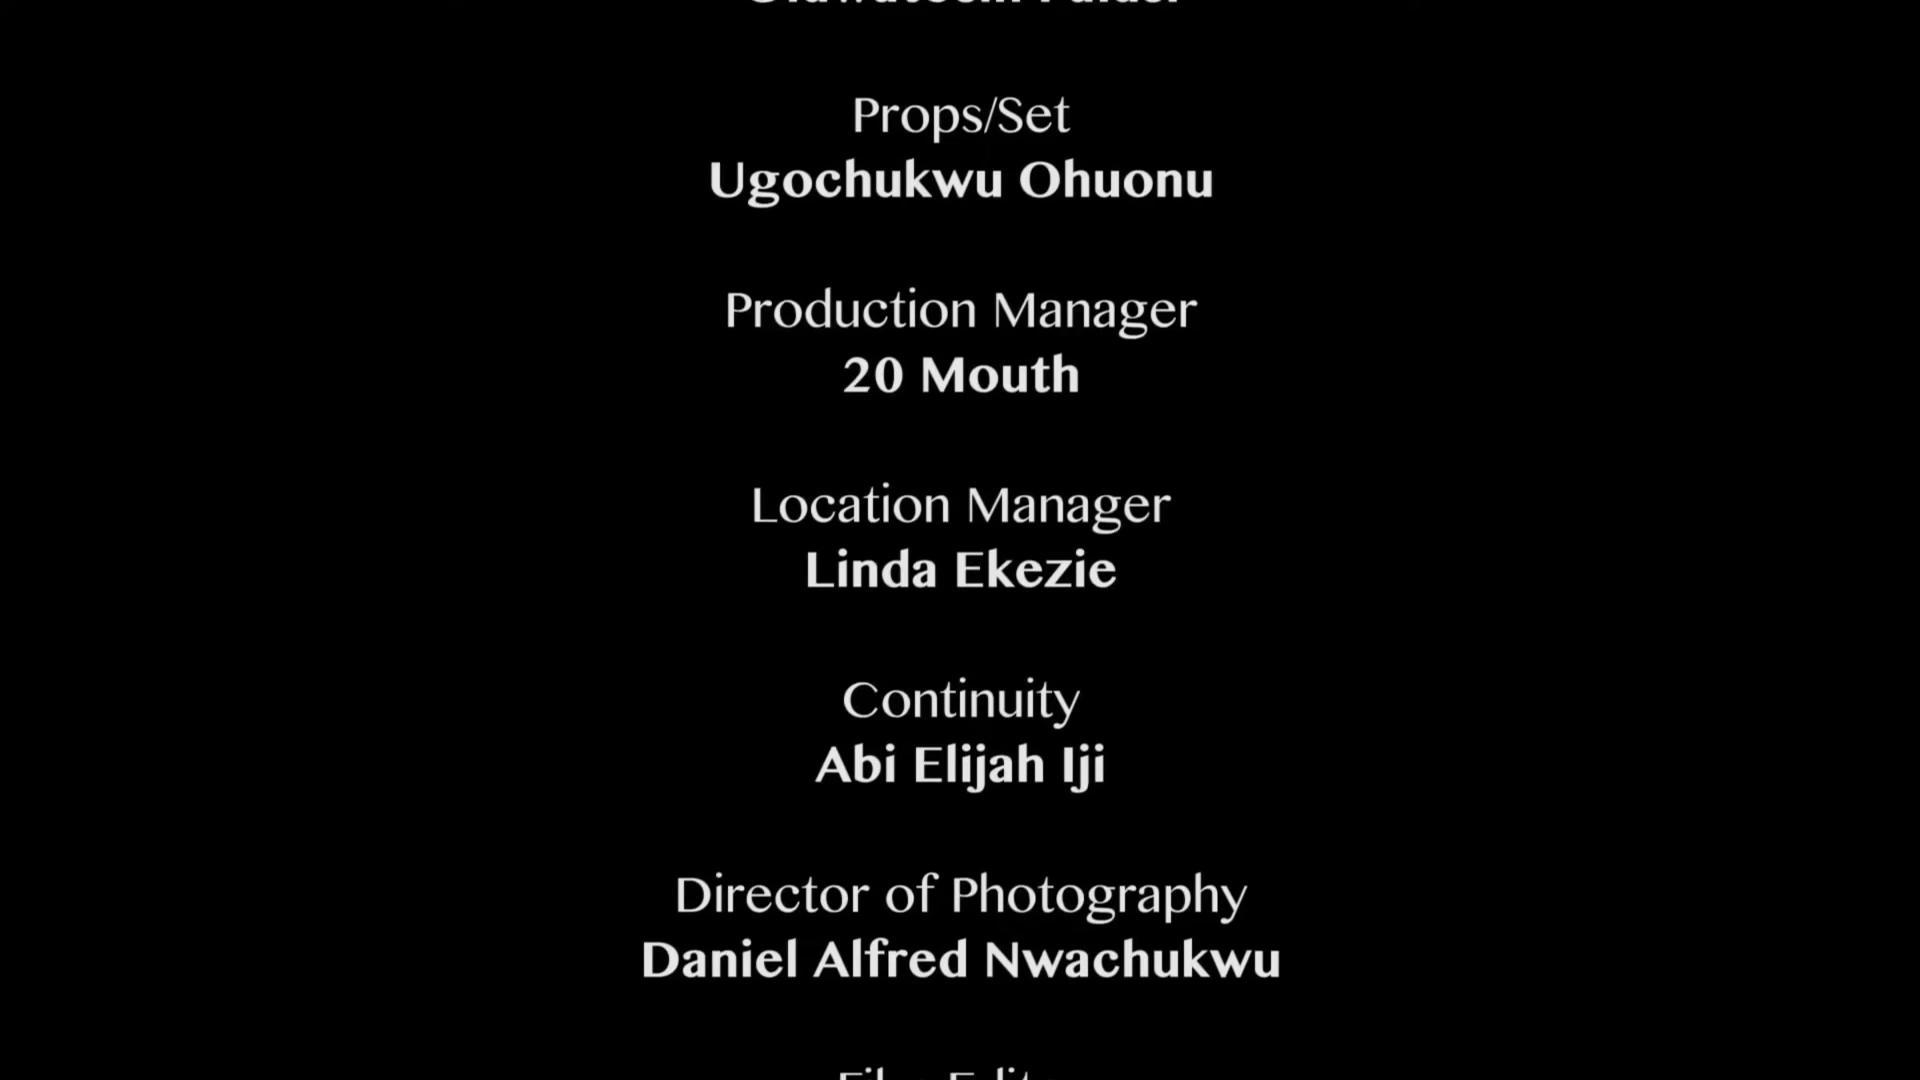 Props/Set
Ugochukwu Ohuonu
Production Manager
20 Mouth
Location Manager
Linda Ekezie
Continuity
Abi Elijah Iji
Director of Photography
Daniel Alfred Nwachukwu